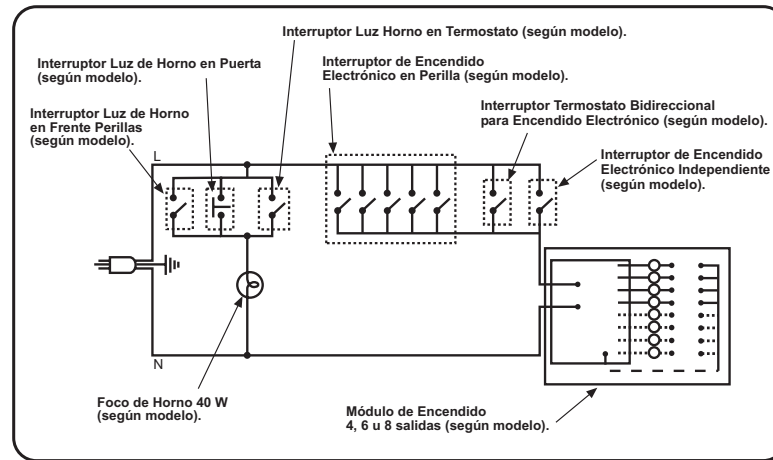 Interruptor Luz Horno en Termostato (según modelo).
Interruptor Luz de Horno en Puerta
(según modelo).
Interruptor de Encendido
Electrónico en Perilla (según modelo).
Interruptor Luz de Horno
en Frente Perillas
(según modelo).
Interruptor Termostato Bidireccional
para Encendido Electrónico (según modelo).
Interruptor de Encendido
Electrónico Independiente
(según modelo).
L
N
Foco de Horno 40 W
(según modelo).
Módulo de Encendido
4, 6 u 8 salidas (según modelo).